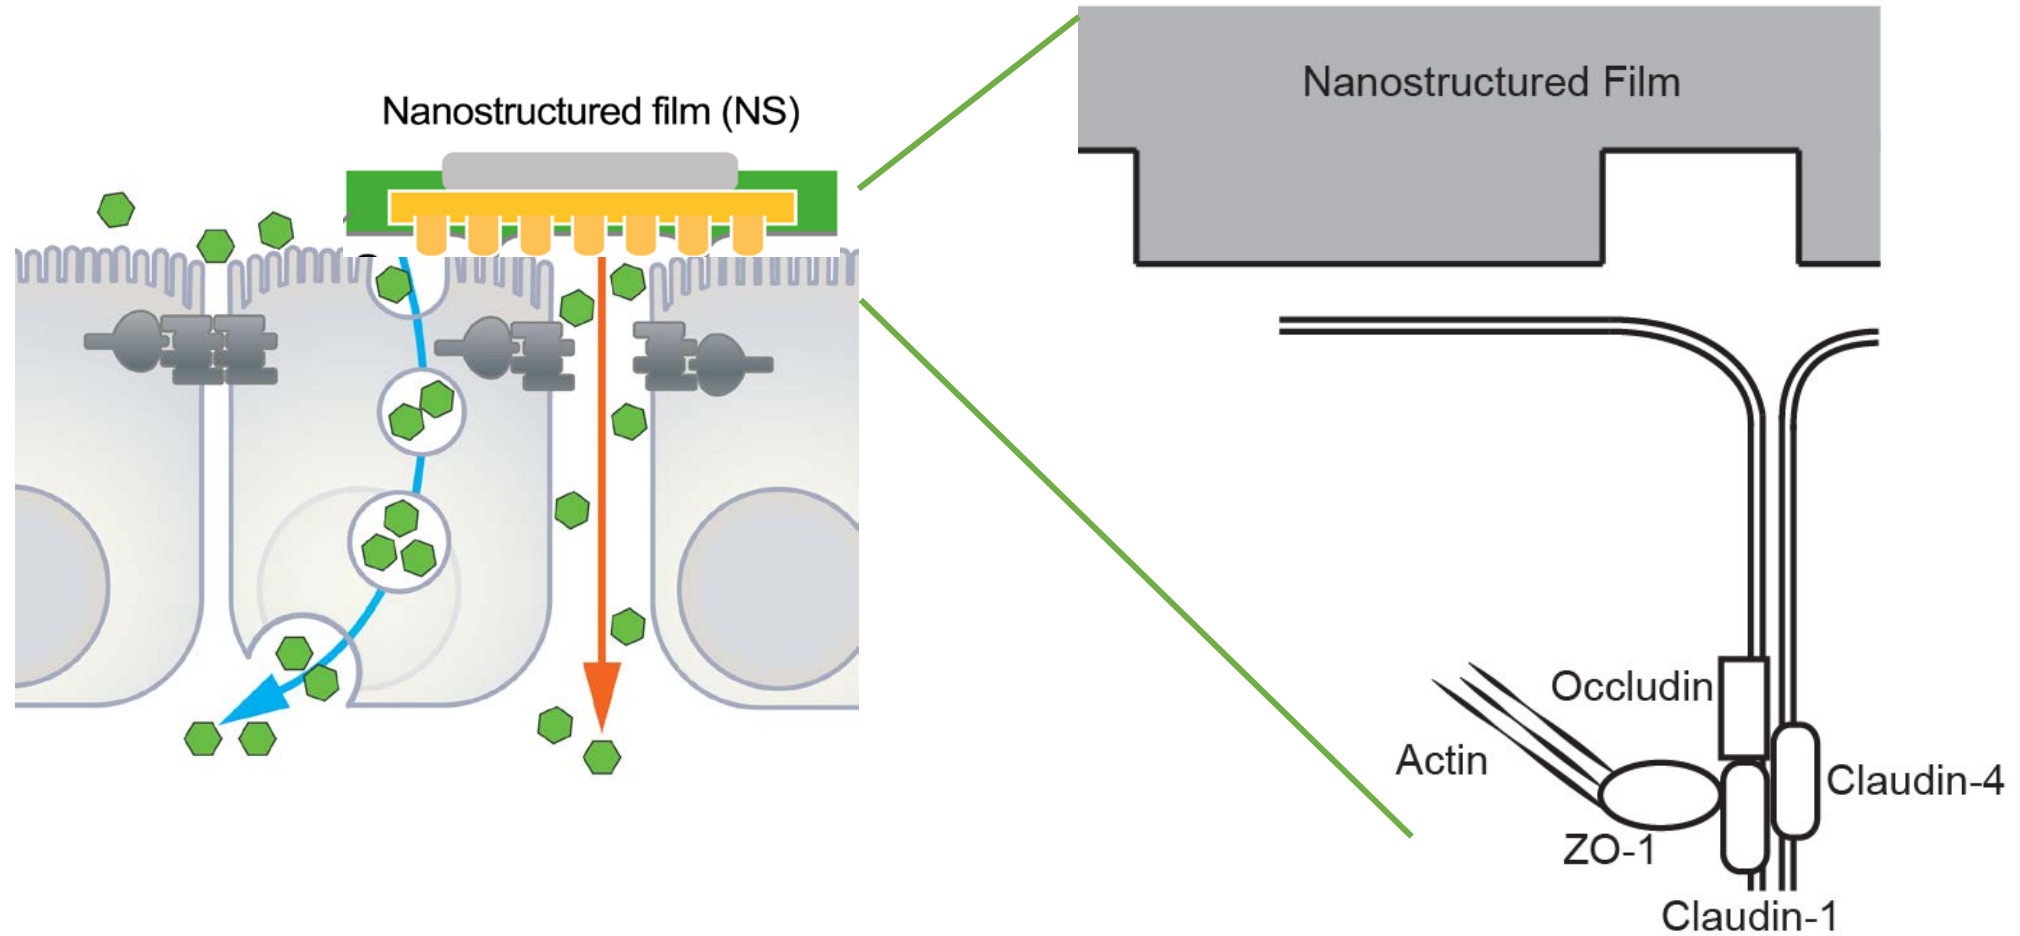 Nanostructured film (NS)
Nanostructured Film
Occludin
Actin
Claudin-4
ZO-1
Claudin-1